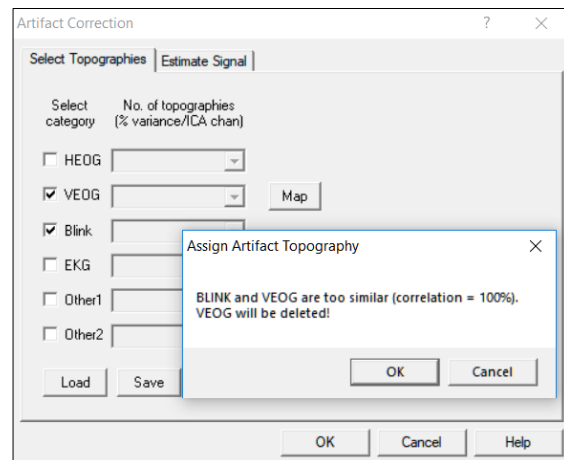 Artifact Correction
?
Select Topographies
Estimate Signal
Select category
No. of topographies
(% variance/ICA chan)
HEOG
VEOG
Map
Blink
EKG
Other1
Other2
Load
Save
Assign Artifact Topography
BLINK and VEOG are too similar (correlation = 100%).
VEOG will be deleted!
OK
Cancel
OK
Cancel
Help